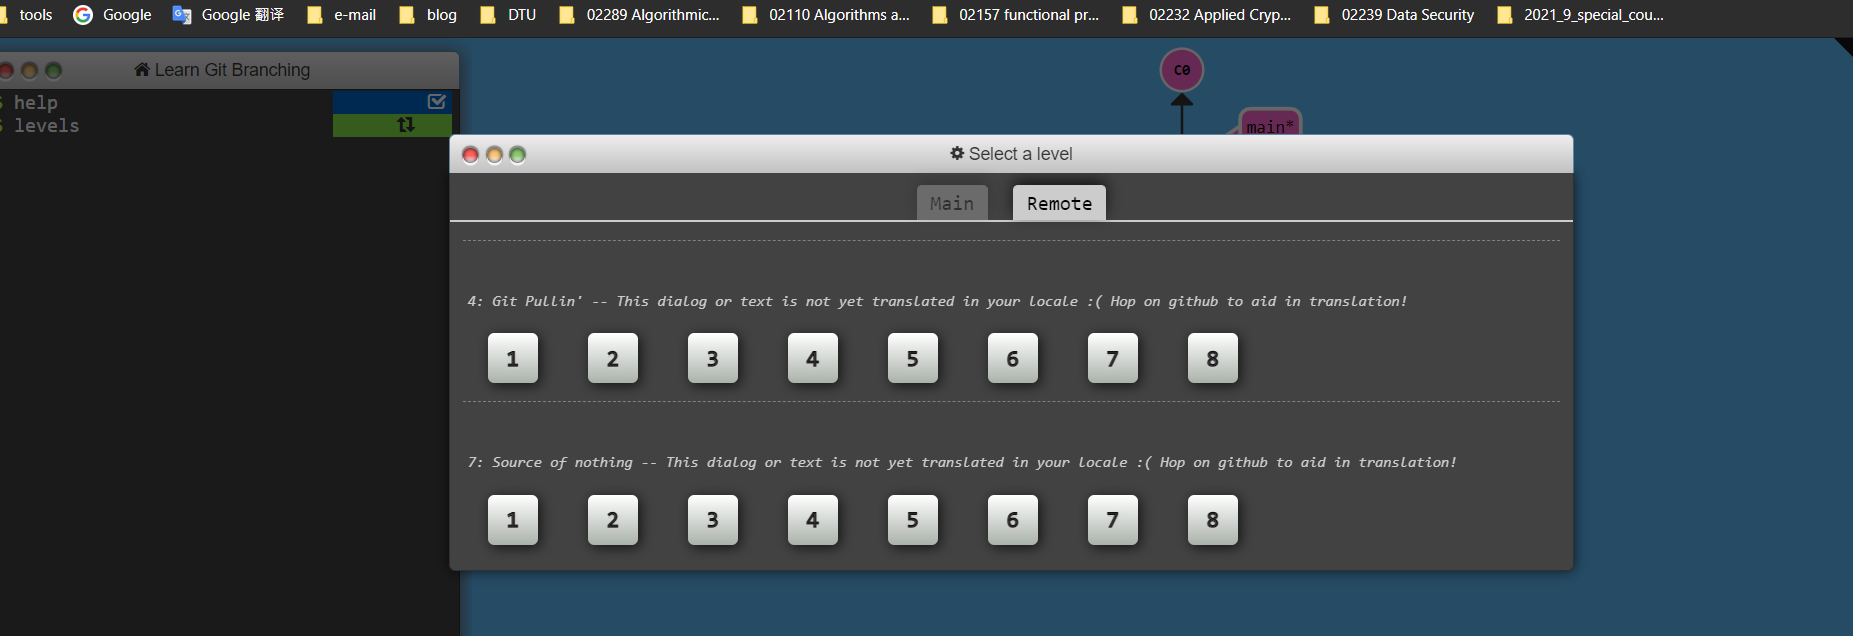 tools Google Google 翻译 e-mail blog DTU 02289 Algorithmic... 02110 Algorithms a... 02157 functional pr... 02232 Applied Cryp... 02239 Data Security 2021_9_special_cou...
Learn Git Branching
$ help
$ levels
C0
main*
Select a level
Main Remote
4: Git Pullin' -- This dialog or text is not yet translated in your locale :( Hop on github to aid in translation!
1 2 3 4 5 6 7 8
7: Source of nothing -- This dialog or text is not yet translated in your locale :( Hop on github to aid in translation!
1 2 3 4 5 6 7 8